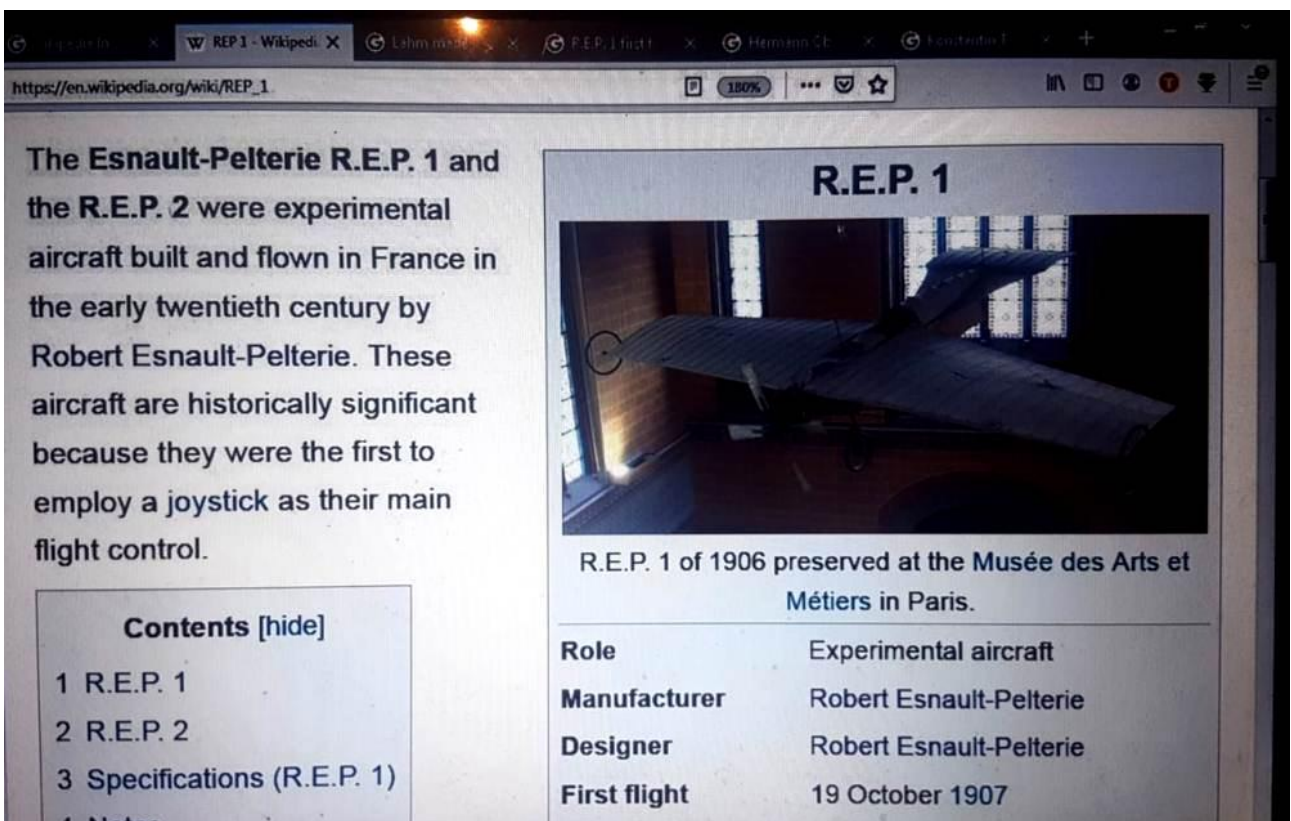 REP 1 - Wikipedi
https://en.wikipedia.org/wiki/REP_1
180%
The Esnault-Pelterie R.E.P. 1 and
the R.E.P. 2 were experimental
aircraft built and flown in France in
the early twentieth century by
Robert Esnault-Pelterie. These
aircraft are historically significant
because they were the first to
employ a joystick as their main
flight control.
Contents [hide]
1 R.E.P. 1
2 R.E.P. 2
3 Specifications (R.E.P. 1)
R.E.P. 1
R.E.P. 1 of 1906 preserved at the Musée des Arts et
Métiers in Paris.
Role Experimental aircraft
Manufacturer Robert Esnault-Pelterie
Designer Robert Esnault-Pelterie
First flight 19 October 1907